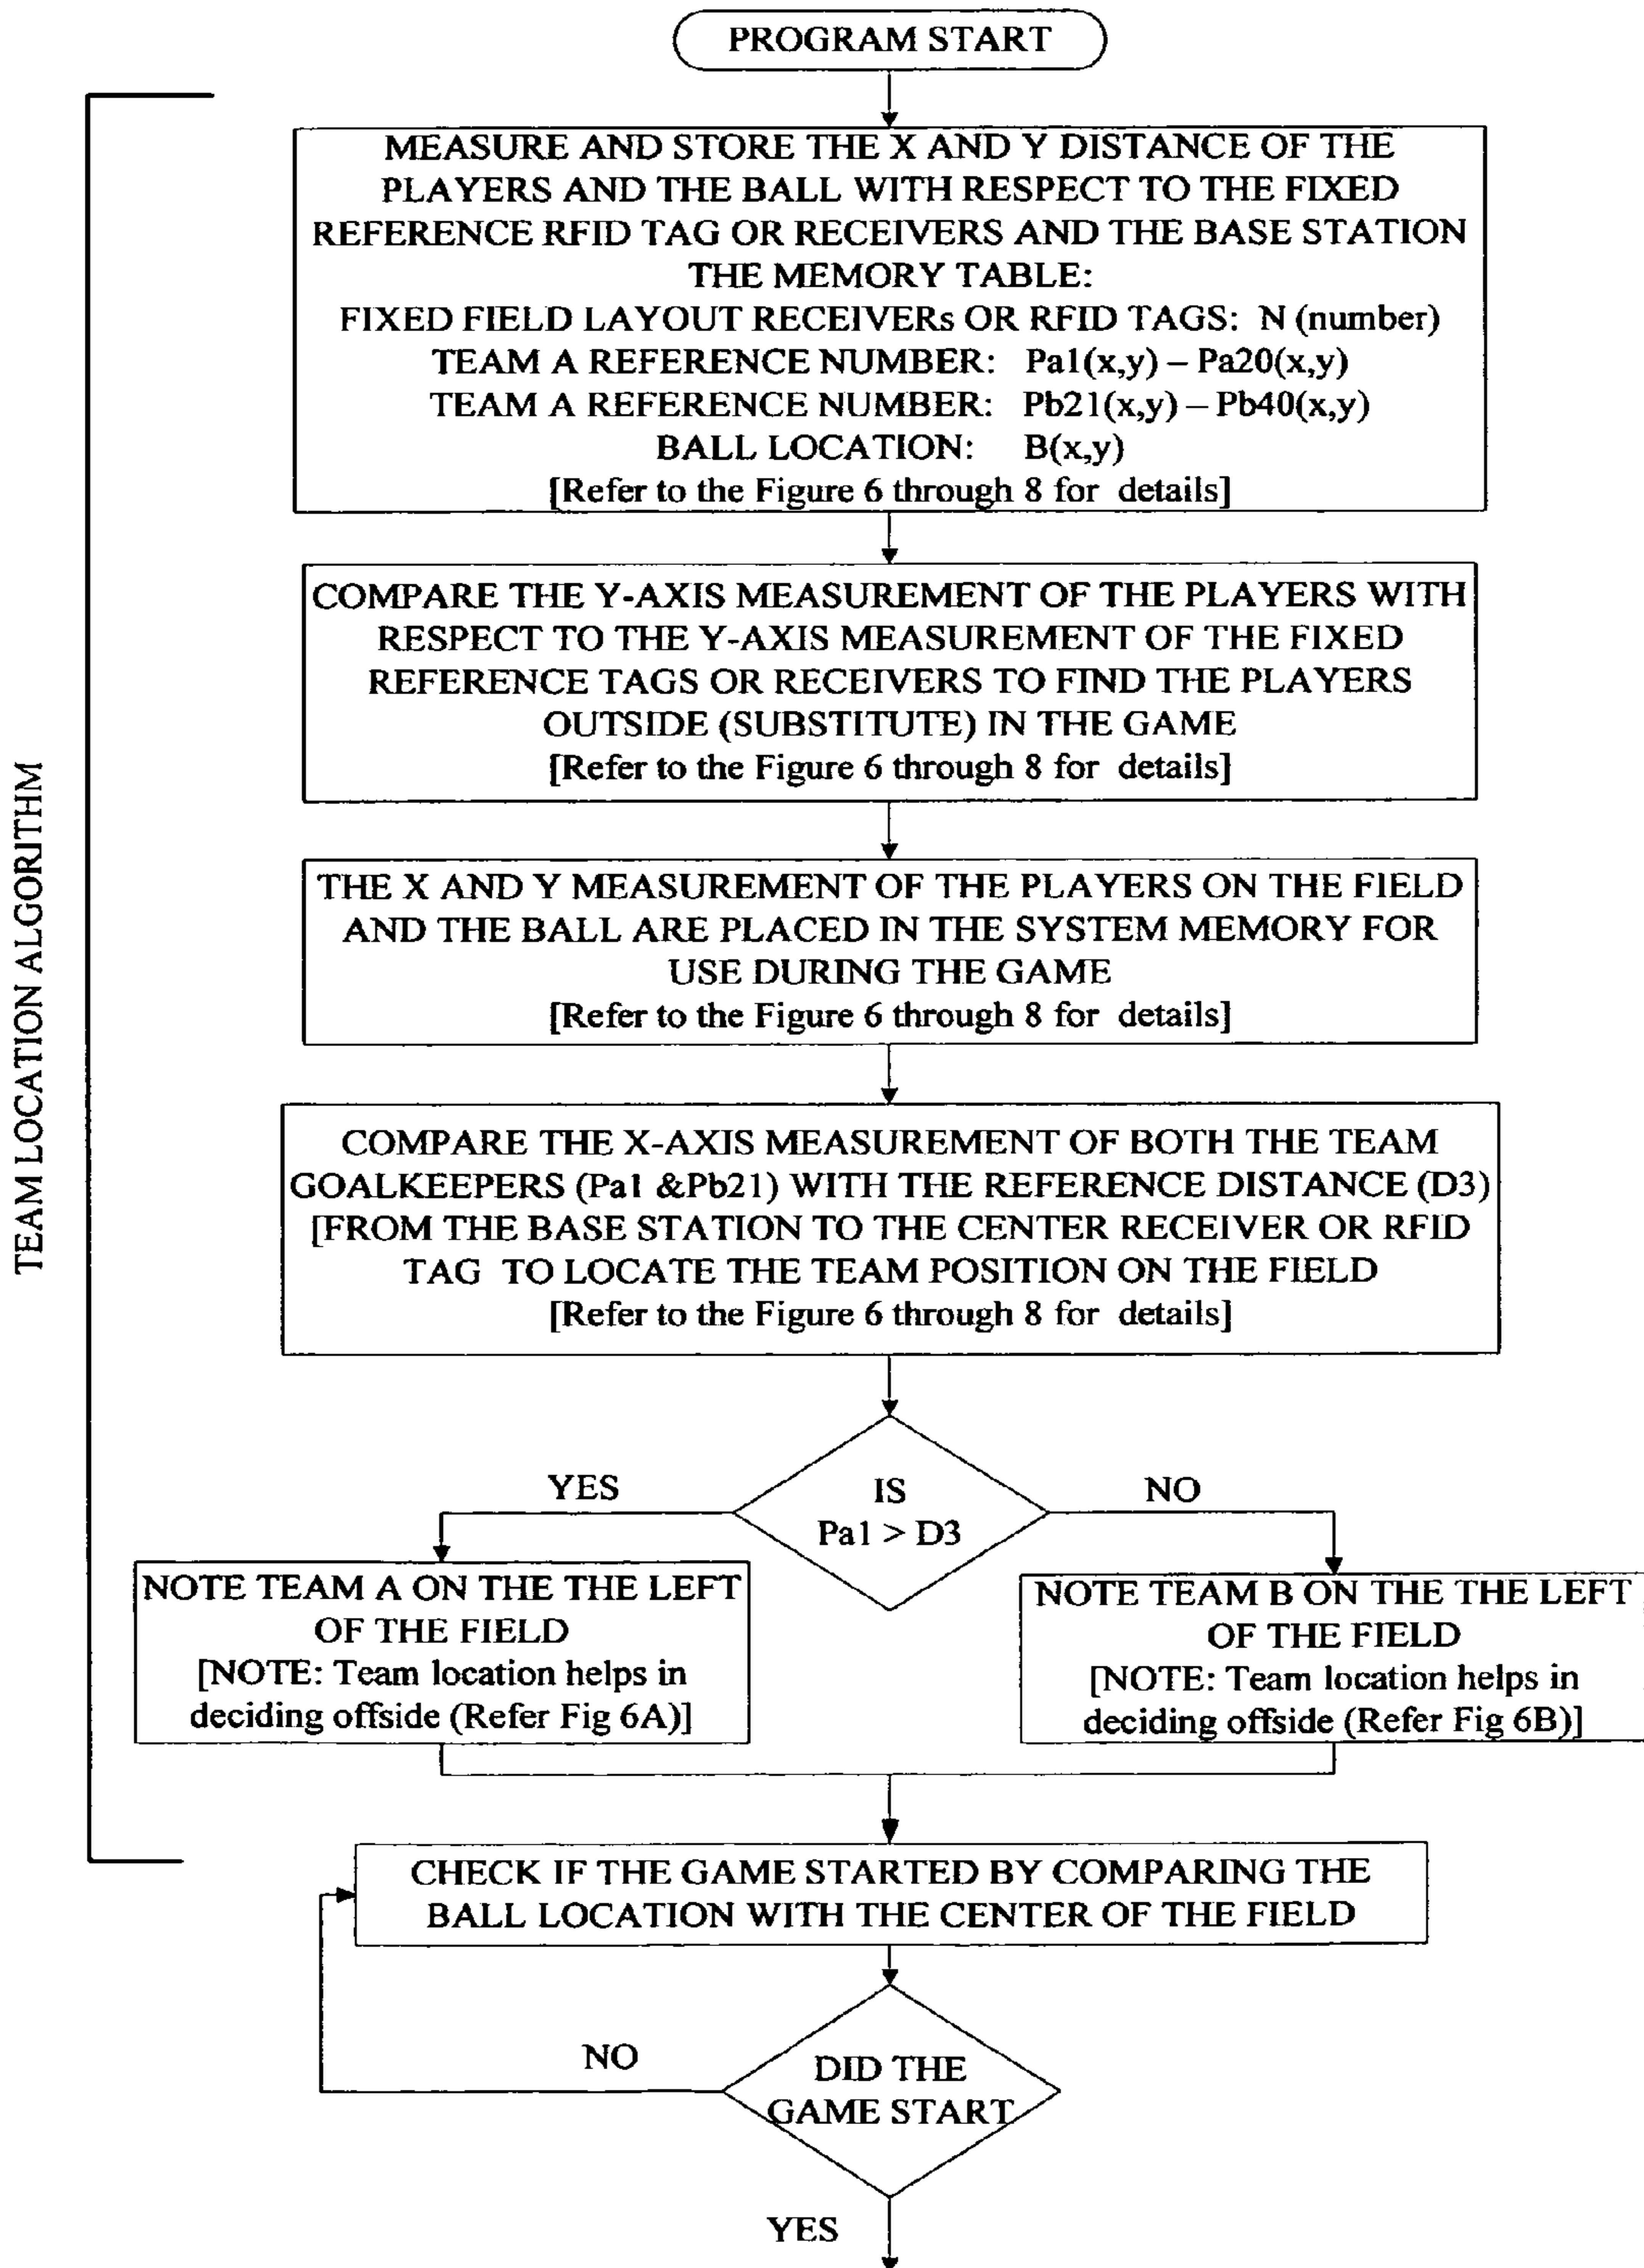 PROGRAM START
MEASURE AND STORE THE X AND Y DISTANCE OF THE
PLAYERS AND THE BALL WITH RESPECT TO THE FIXED
REFERENCE RFID TAG OR RECEIVERS AND THE BASE STATION
THE MEMORY TABLE:
FIXED FIELD LAYOUT RECEIVERs OR RFID TAGS: N (number)
TEAM A REFERENCE NUMBER: Pa1(x,y) – Pa20(x,y)
TEAM A REFERENCE NUMBER: Pb21(x,y) – Pb40(x,y)
BALL LOCATION: B(x,y)
[Refer to the Figure 6 through 8 for details]
COMPARE THE Y-AXIS MEASUREMENT OF THE PLAYERS WITH
RESPECT TO THE Y-AXIS MEASUREMENT OF THE FIXED
REFERENCE TAGS OR RECEIVERS TO FIND THE PLAYERS
OUTSIDE (SUBSTITUTE) IN THE GAME
[Refer to the Figure 6 through 8 for details]
THE X AND Y MEASUREMENT OF THE PLAYERS ON THE FIELD
AND THE BALL ARE PLACED IN THE SYSTEM MEMORY FOR
USE DURING THE GAME
[Refer to the Figure 6 through 8 for details]
TEAM LOCATION ALGORITHM
COMPARE THE X-AXIS MEASUREMENT OF BOTH THE TEAM
GOALKEEPERS (Pa1 &Pb21) WITH THE REFERENCE DISTANCE (D3)
[FROM THE BASE STATION TO THE CENTER RECEIVER OR RFID
TAG TO LOCATE THE TEAM POSITION ON THE FIELD
[Refer to the Figure 6 through 8 for details]
IS
Pa1 > D3
YES
NO
NOTE TEAM A ON THE THE LEFT
OF THE FIELD
[NOTE: Team location helps in
deciding offside (Refer Fig 6A)]
NOTE TEAM B ON THE THE LEFT
OF THE FIELD
[NOTE: Team location helps in
deciding offside (Refer Fig 6B)]
CHECK IF THE GAME STARTED BY COMPARING THE
BALL LOCATION WITH THE CENTER OF THE FIELD
NO
DID THE
GAME START
YES